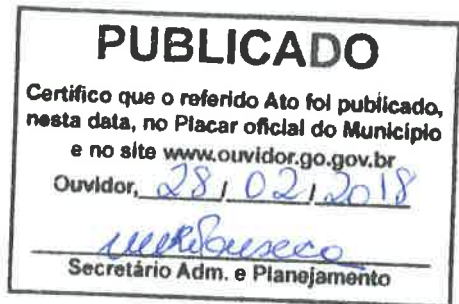 PUBLICADO
Certifico que o referido Ato foi publicado,
nesta data, no Placar oficial do Município
e no site www.ouvidor.go.gov.br
Ouvidor, 28 / 02 / 2018
Secretário Adm. e Planejamento